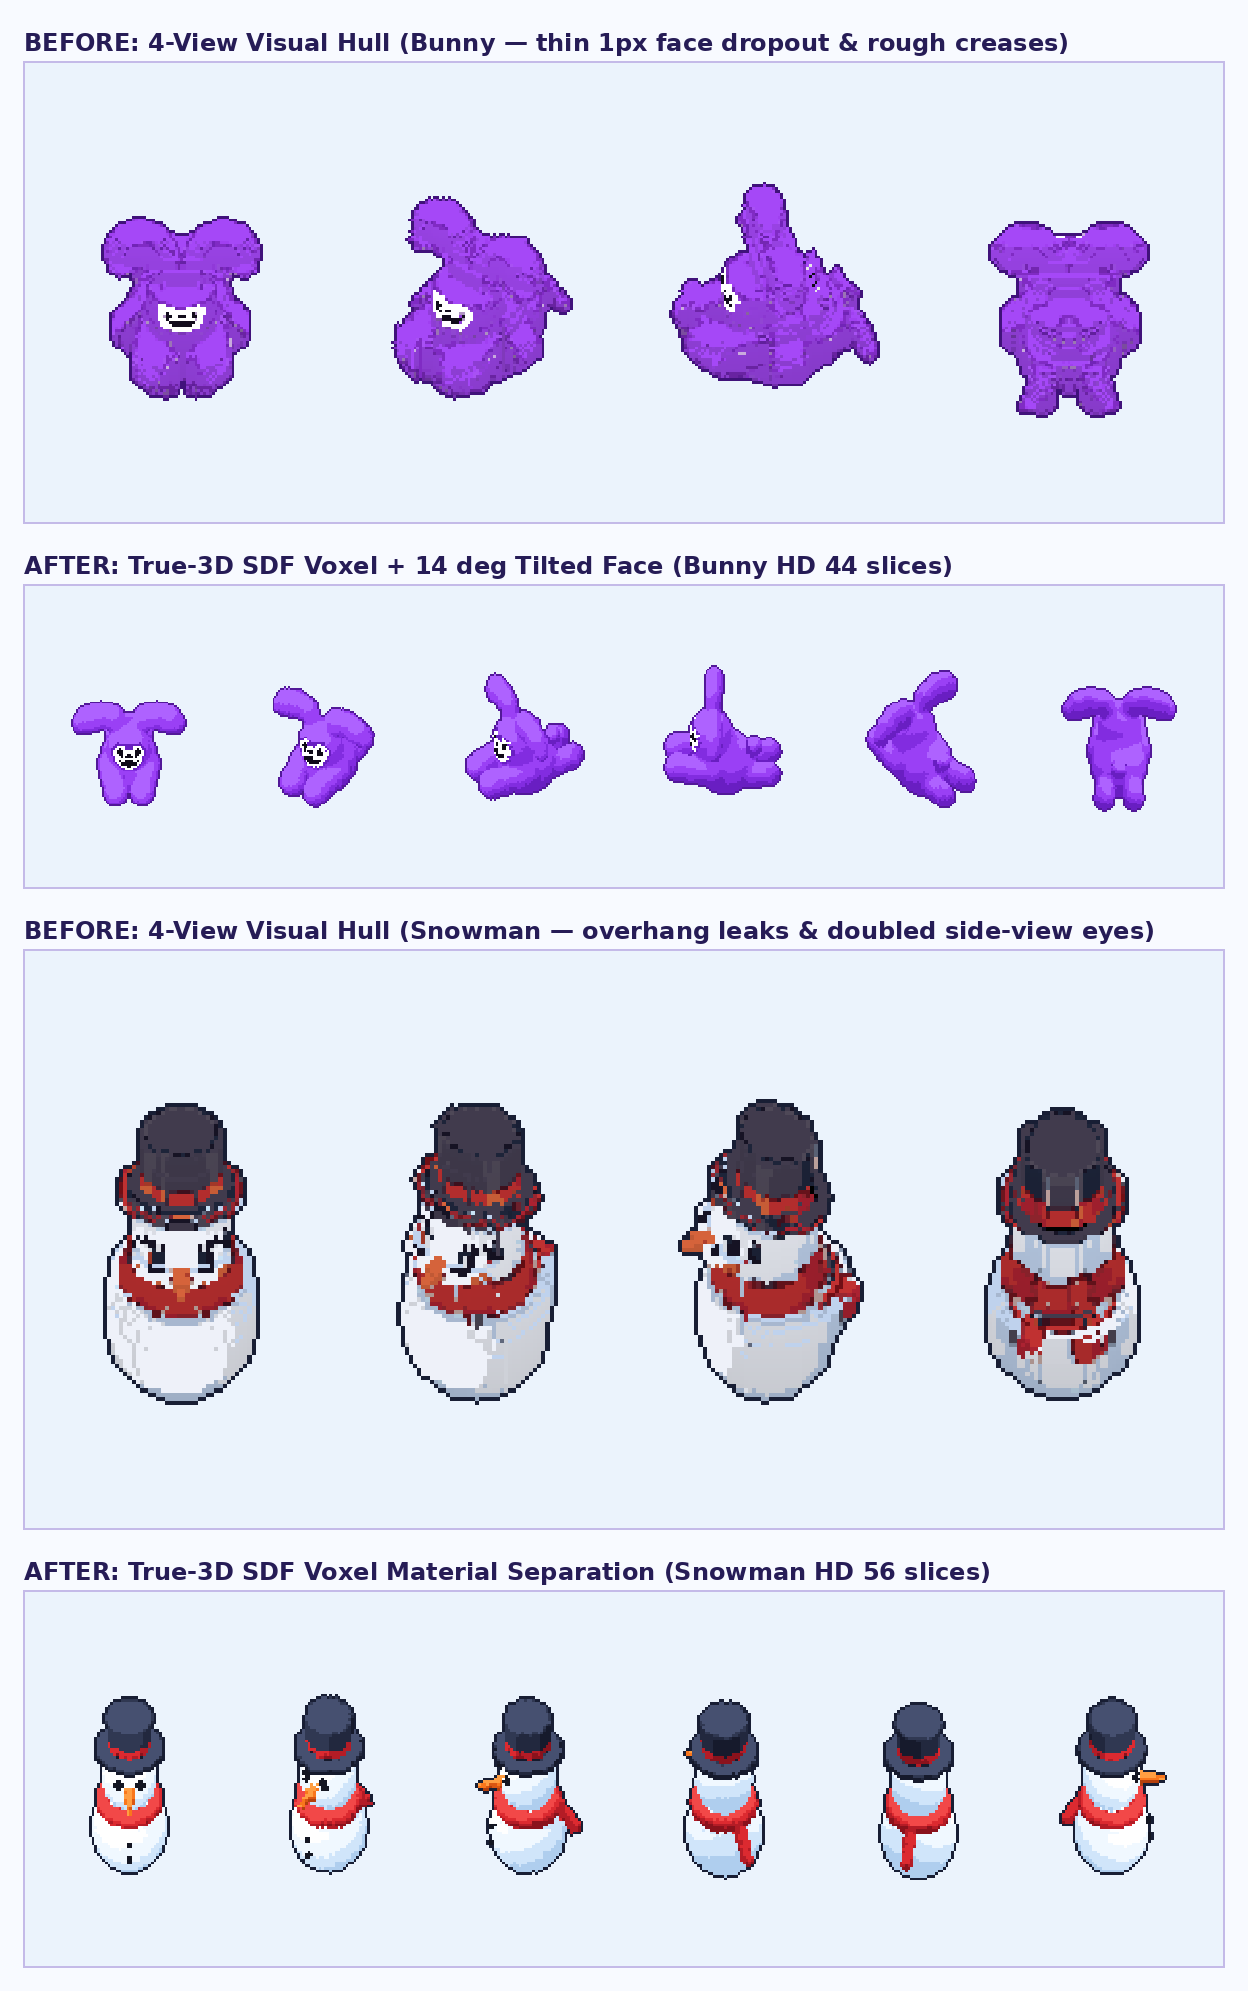 BEFORE: 4-View Visual Hull (Bunny — thin 1px face dropout & rough creases)
AFTER: True-3D SDF Voxel + 14 deg Tilted Face (Bunny HD 44 slices)
BEFORE: 4-View Visual Hull (Snowman — overhang leaks & doubled side-view eyes)
AFTER: True-3D SDF Voxel Material Separation (Snowman HD 56 slices)